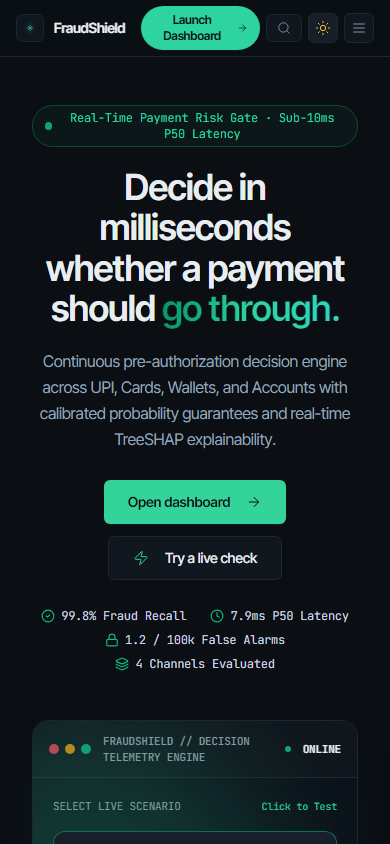 FraudShield
Launch
Dashboard
Real-Time Payment Risk Gate · Sub-10ms
P50 Latency
Decide in
milliseconds
whether a payment
should go through.
Continuous pre-authorization decision engine
across UPI, Cards, Wallets, and Accounts with
calibrated probability guarantees and real-time
TreeSHAP explainability.
Open dashboard
Try a live check
99.8% Fraud Recall 7.9ms P50 Latency
1.2 / 100k False Alarms
4 Channels Evaluated
FRAUDSHIELD // DECISION
TELEMETRY ENGINE
ONLINE
SELECT LIVE SCENARIO Click to Test